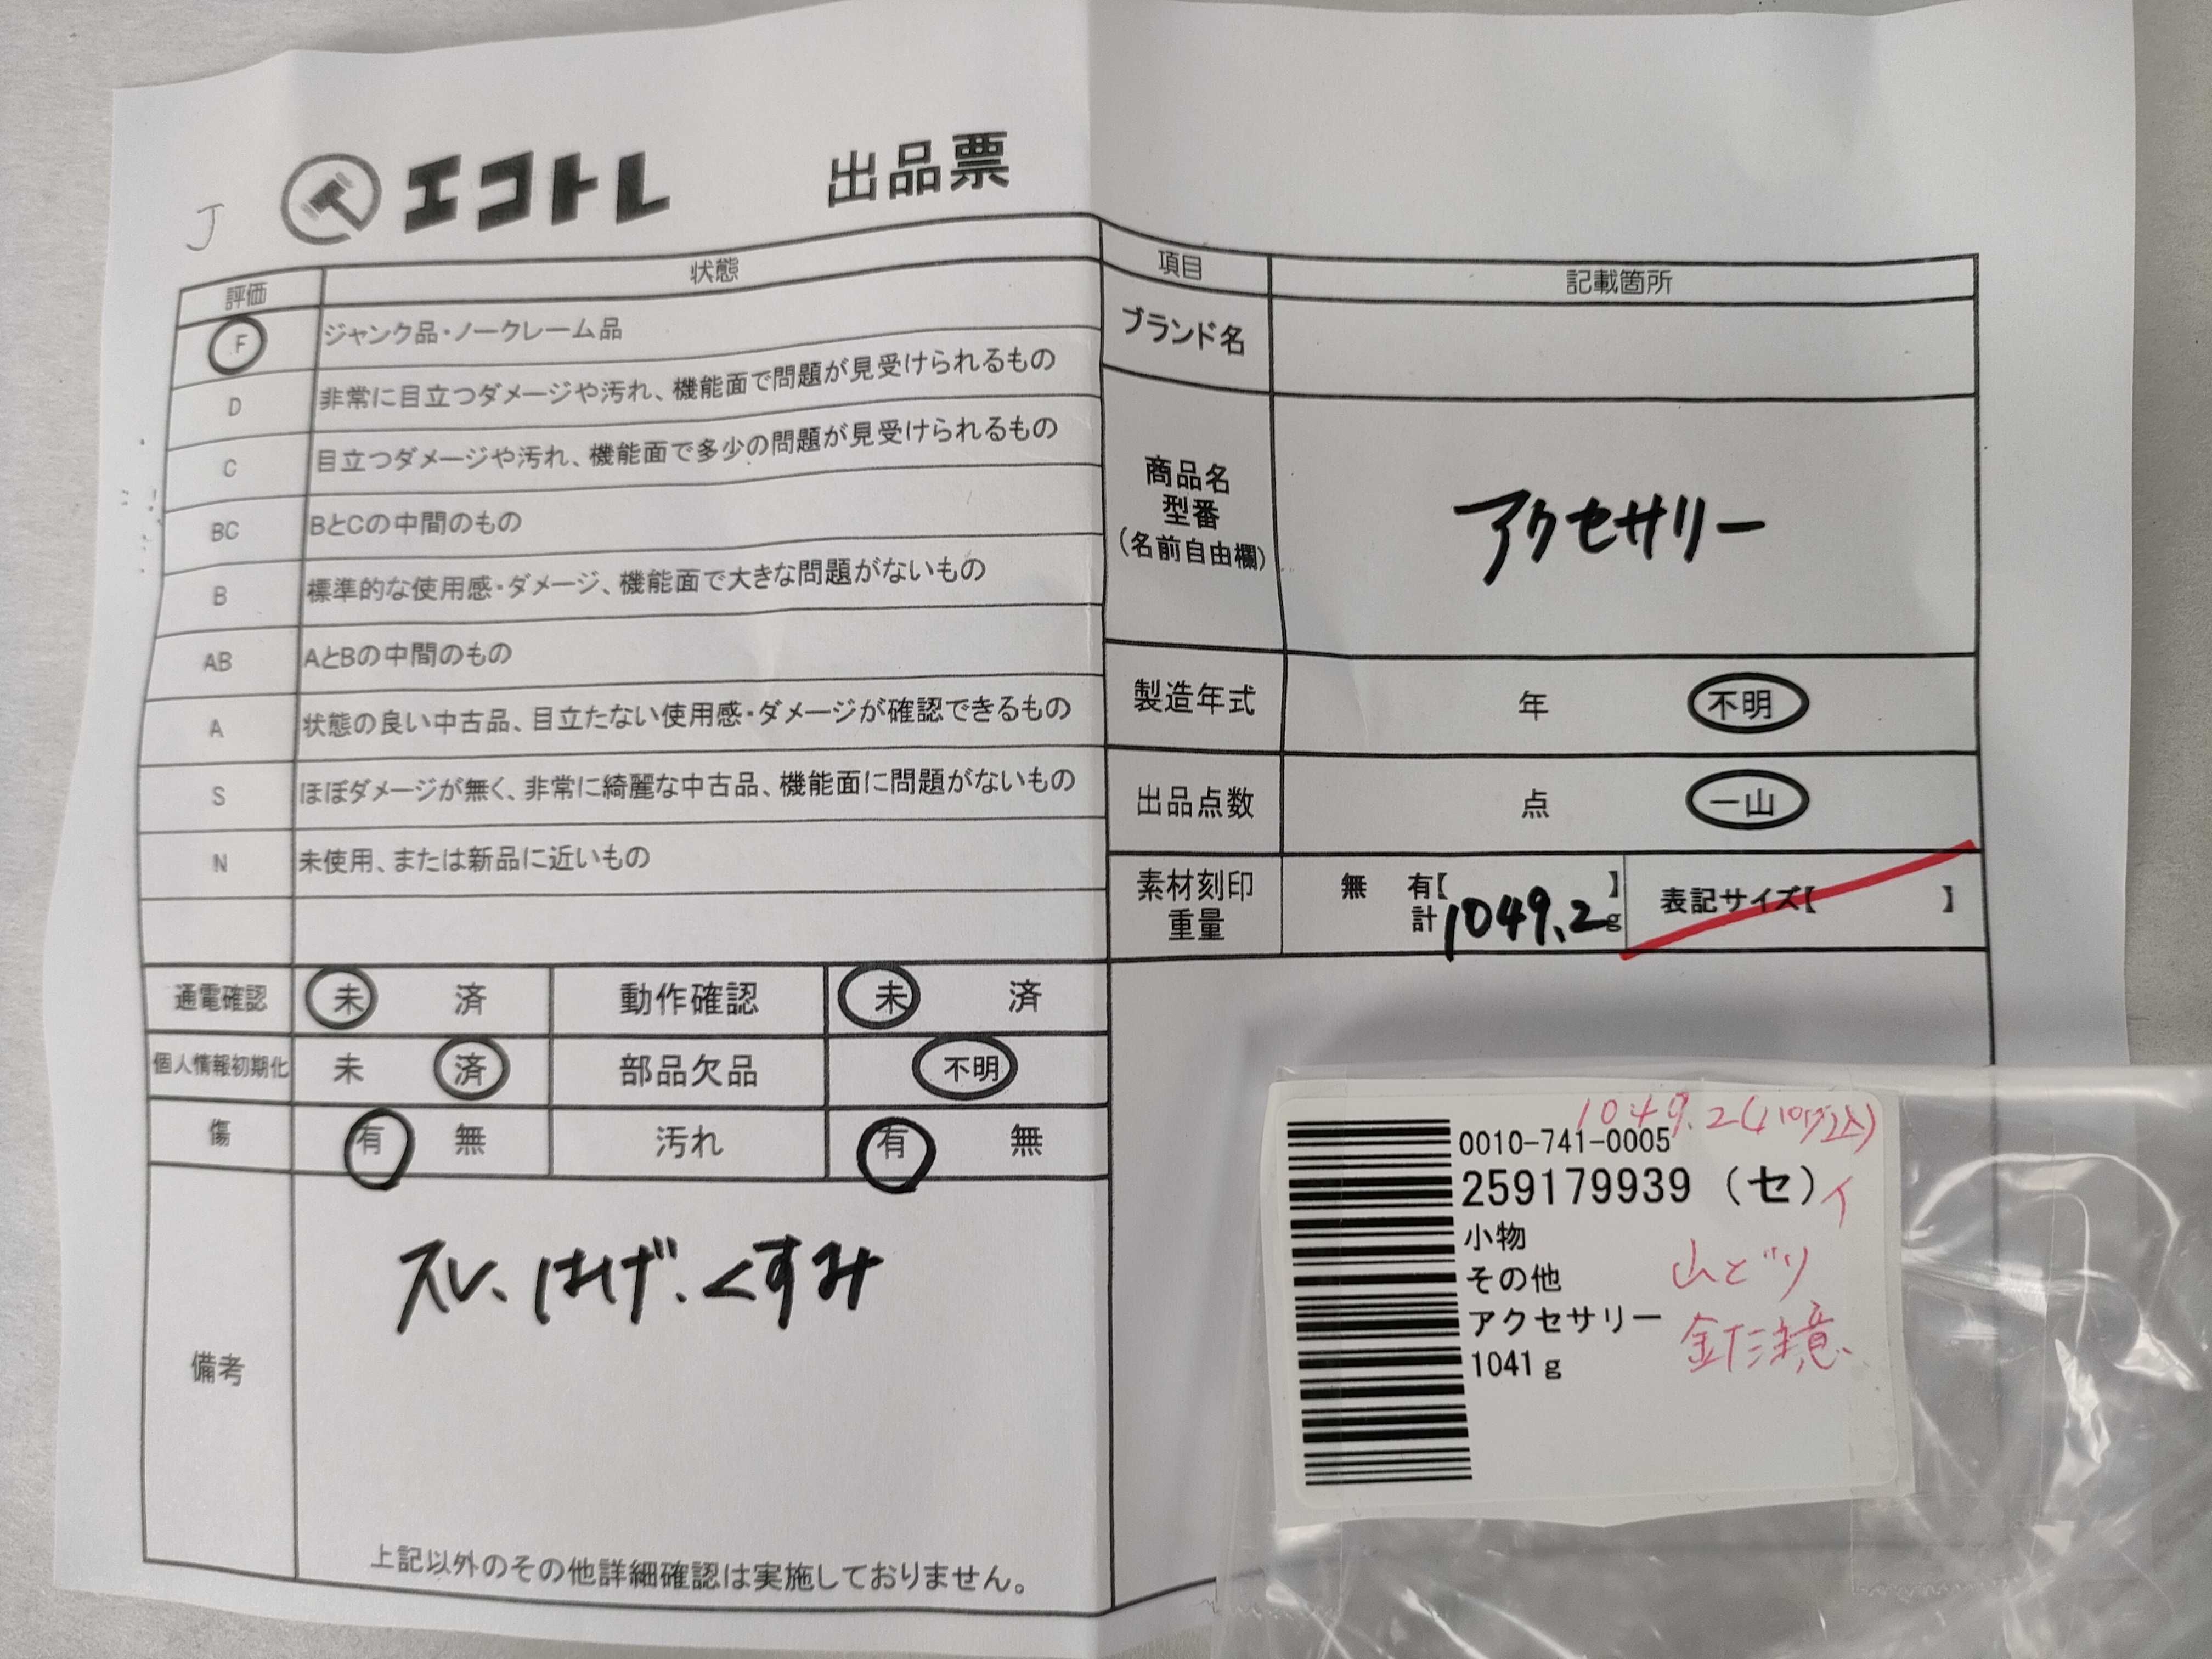 J
エコトレ 出品票
評価 状態
F ジャンク品・ノークレーム品
D 非常に目立つダメージや汚れ、機能面で問題が見受けられるもの
C 目立つダメージや汚れ、機能面で多少の問題が見受けられるもの
BC BとCの中間のもの
B 標準的な使用感・ダメージ、機能面で大きな問題がないもの
AB AとBの中間のもの
A 状態の良い中古品、目立たない使用感・ダメージが確認できるもの
S ほぼダメージが無く、非常に綺麗な中古品、機能面に問題がないもの
N 未使用、または新品に近いもの
通電確認 未 済 動作確認 未 済
個人情報初期化 未 済 部品欠品 不明
傷 有 無 汚れ 有 無
備考
スレ、はげ、くすみ
上記以外のその他詳細確認は実施しておりません。
項目 記載箇所
ブランド名
商品名
型番
(名前自由欄)
アクセサリー
製造年式 年 不明
出品点数 点 一山
素材刻印 無 有【 】 表記サイズ【 】
重量 計 1049.2g
1049.2
0010-741-0005
259179939 (セ)イ
小物
その他 山どり
アクセサリー 針注意
1041g